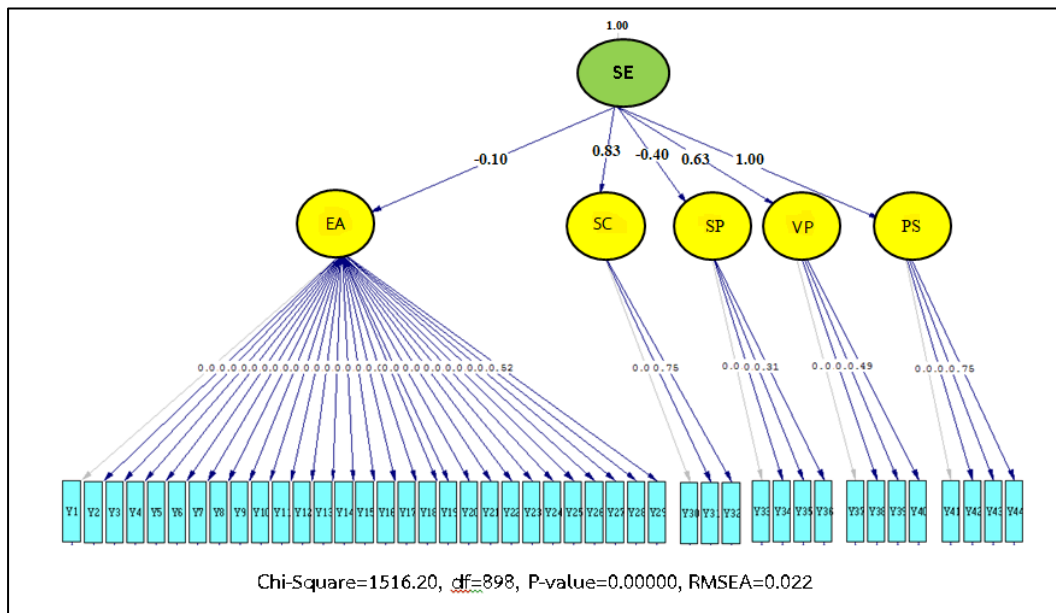 1.00
SE
-0.10 0.83 -0.40 0.63 1.00
EA SC SP VP PS
0.52 0.75 0.31 0.49 0.75
Y1 Y2 Y3 Y4 Y5 Y6 Y7 Y8 Y9 Y10 Y11 Y12 Y13 Y14 Y15 Y16 Y17 Y18 Y19 Y20 Y21 Y22 Y23 Y24 Y25 Y26 Y27 Y28 Y29 Y30 Y31 Y32 Y33 Y34 Y35 Y36 Y37 Y38 Y39 Y40 Y41 Y42 Y43 Y44
Chi-Square=1516.20, df=898, P-value=0.00000, RMSEA=0.022